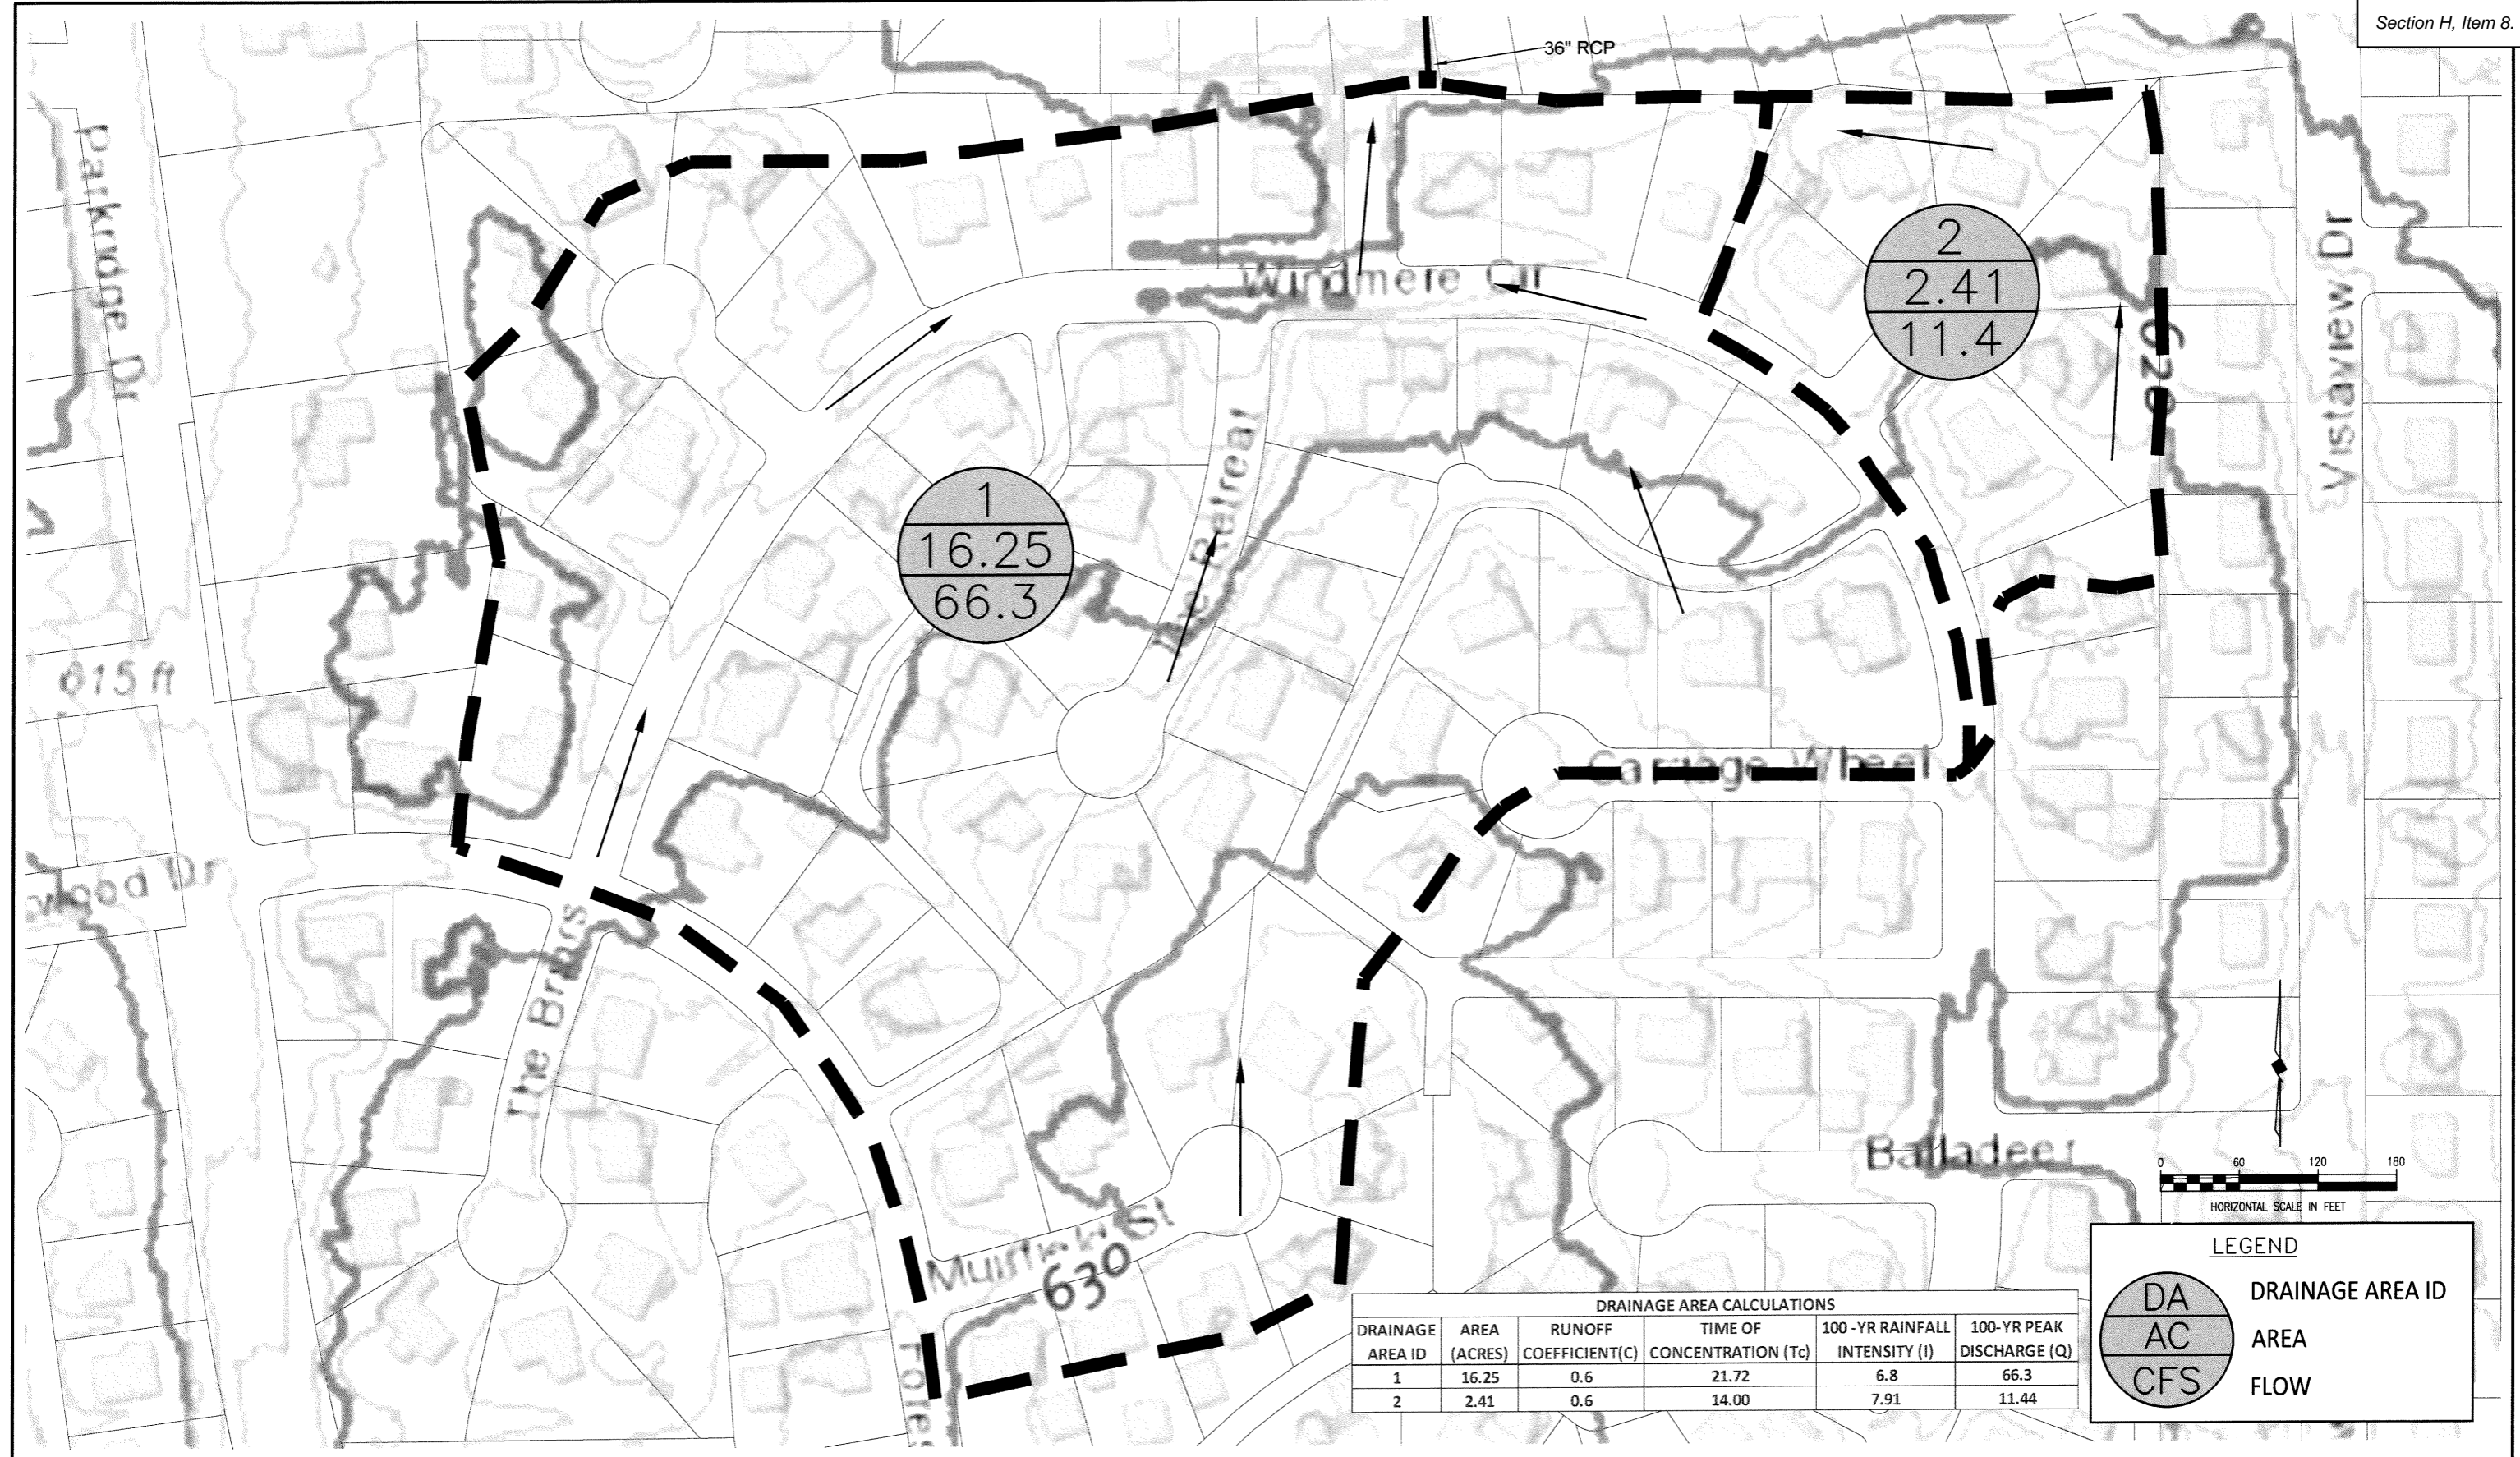 Section H, Item 8.
36" RCP
Parkridge Dr
Windmere Cir
2
2.41
11.4
620
Vistaview Dr
1
16.25
66.3
The Retreat
615 ft
Carriage Wheel
wood Dr
The Briars
Balladeer
630
0 60 120 180
HORIZONTAL SCALE IN FEET
LEGEND
DA
AC
CFS
DRAINAGE AREA ID
AREA
FLOW
DRAINAGE AREA CALCULATIONS
DRAINAGE AREA ID | AREA (ACRES) | RUNOFF COEFFICIENT(C) | TIME OF CONCENTRATION (Tc) | 100 -YR RAINFALL INTENSITY (I) | 100-YR PEAK DISCHARGE (Q)
1 16.25 0.6 21.72 6.8 66.3
2 2.41 0.6 14.00 7.91 11.44